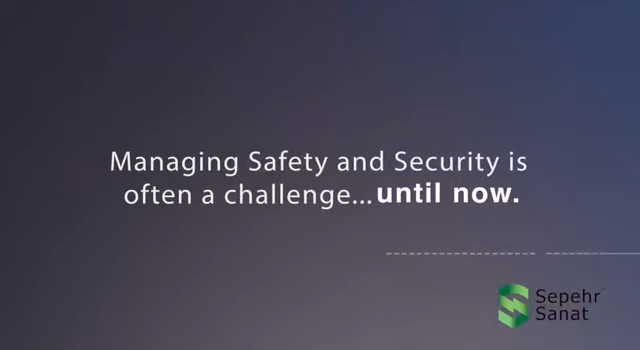 Managing Safety and Security is
often a challenge...until now.
Sepehr
Sanat